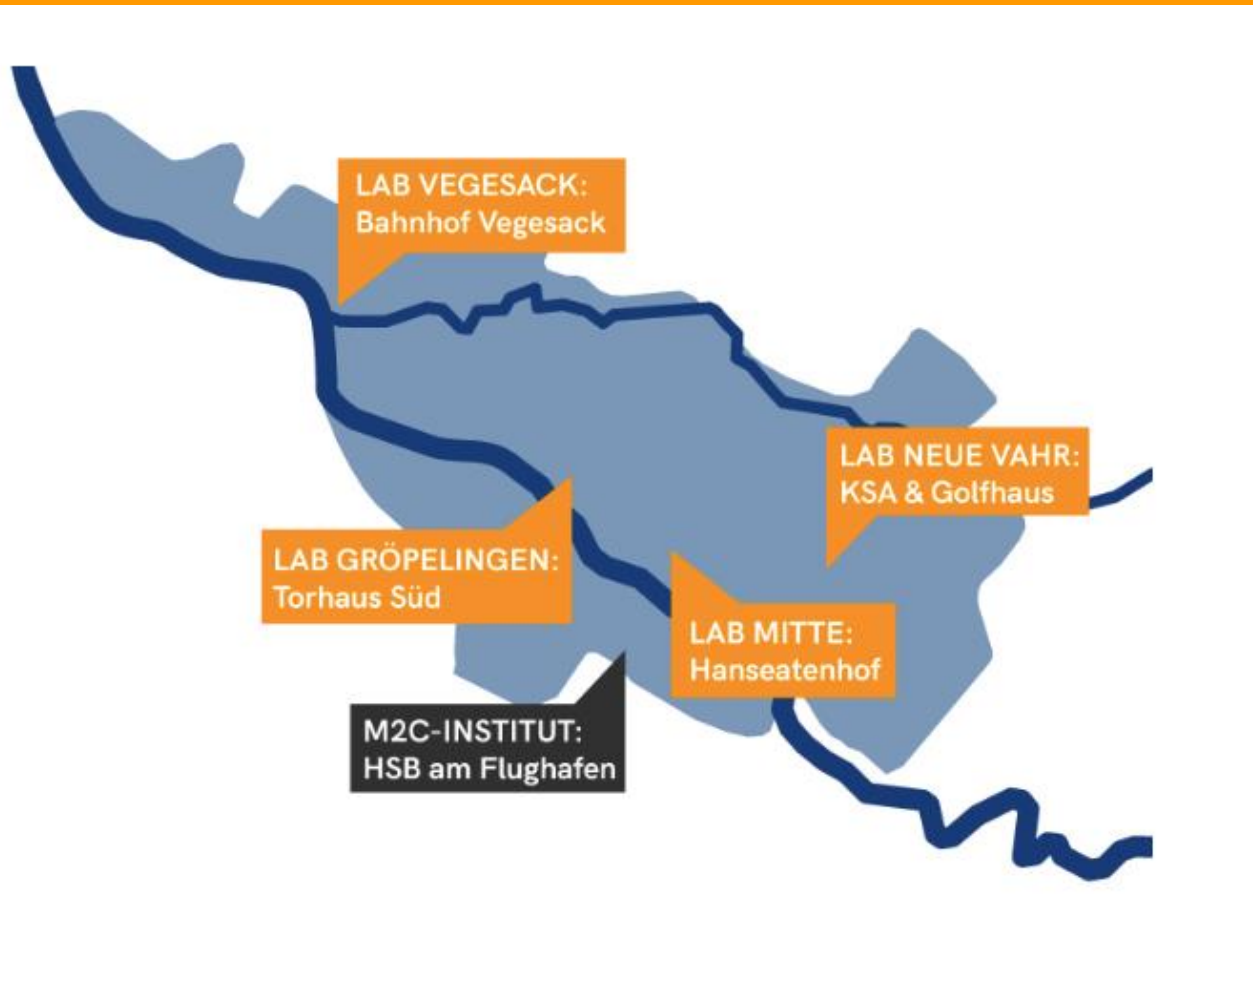 LAB VEGESACK:
Bahnhof Vegesack
LAB NEUE VAHR:
KSA & Golfhaus
LAB GRÖPELINGEN:
Torhaus Süd
LAB MITTE:
Hanseatenhof
M2C-INSTITUT:
HSB am Flughafen